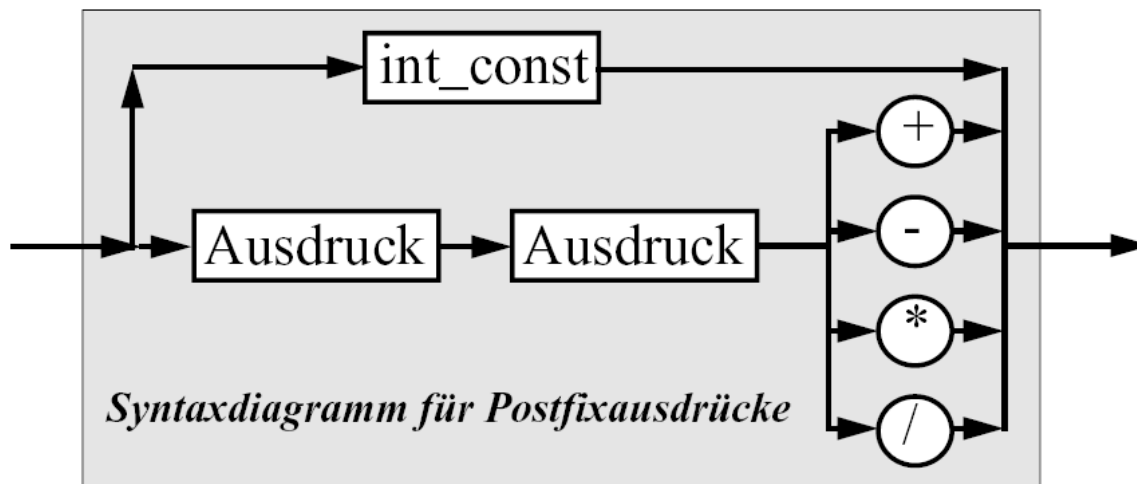 int_const
+
Ausdruck
Ausdruck
-
*
/
Syntaxdiagramm für Postfixausdrücke